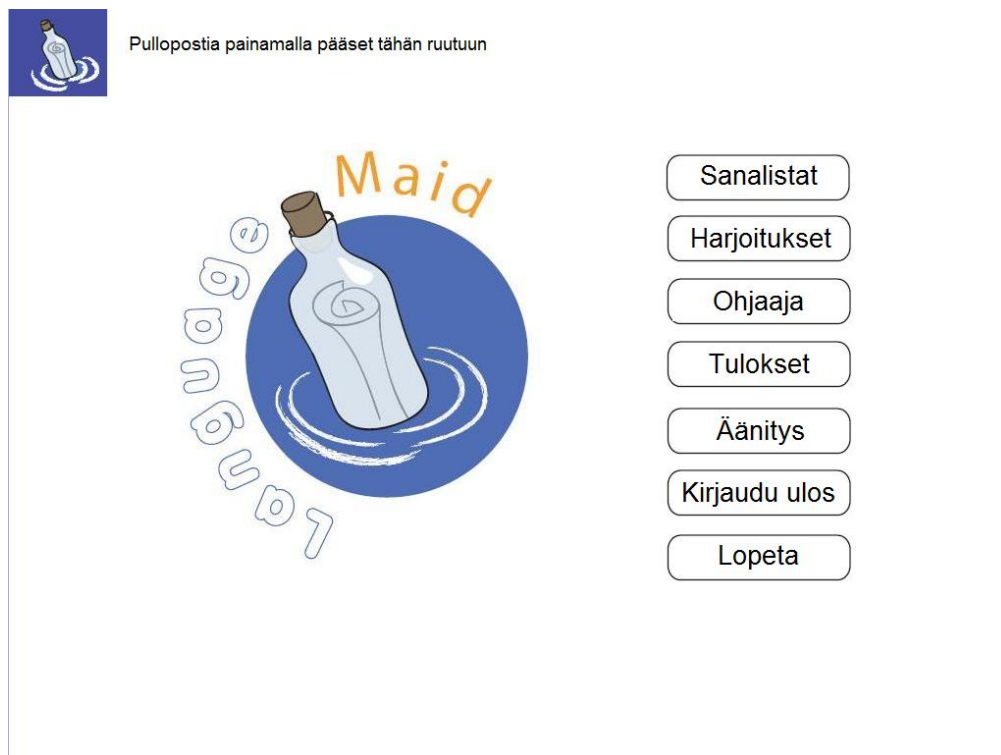 Pullopostia painamalla pääset tähän ruutuun
Language Maid
Sanalistat
Harjoitukset
Ohjaaja
Tulokset
Äänitys
Kirjaudu ulos
Lopeta